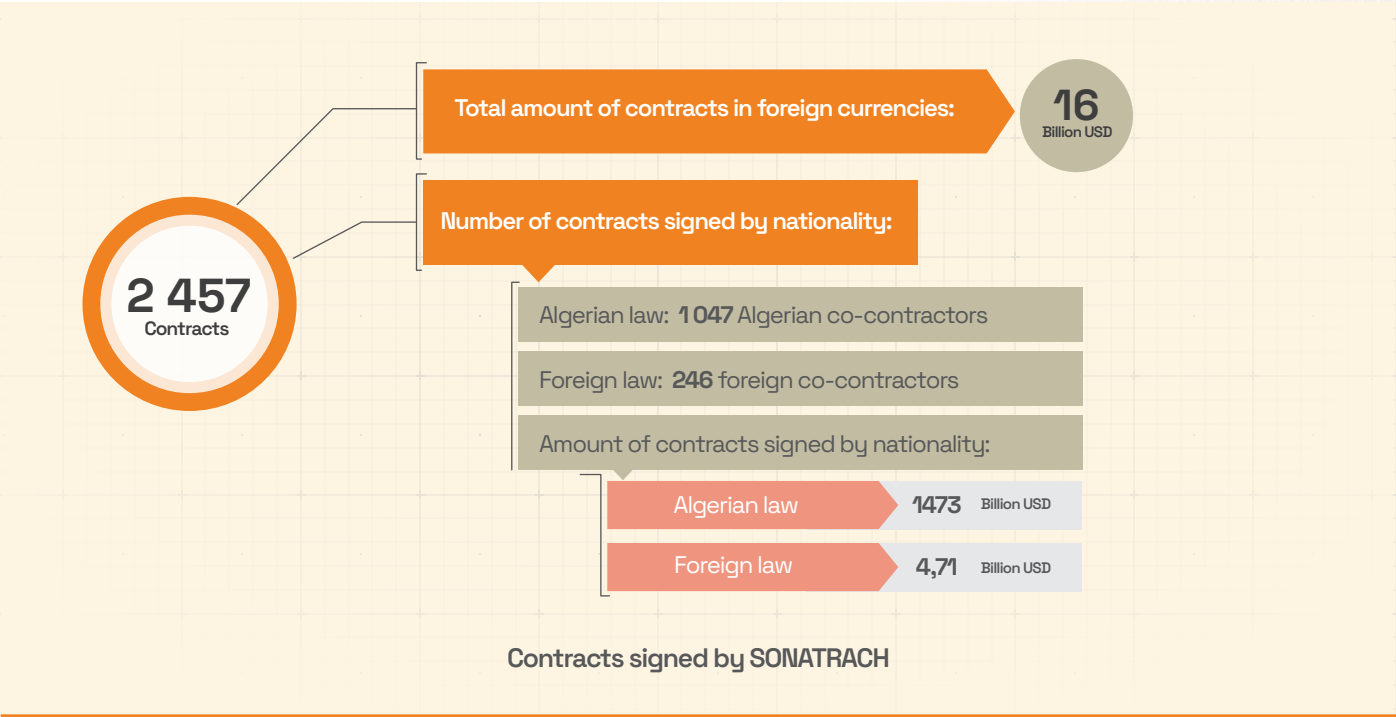 Total amount of contracts in foreign currencies:
16
Billion USD
Number of contracts signed by nationality:
2 457
Contracts
Algerian law: 1 047 Algerian co-contractors
Foreign law: 246 foreign co-contractors
Amount of contracts signed by nationality:
Algerian law 1473 Billion USD
Foreign law 4,71 Billion USD
Contracts signed by SONATRACH